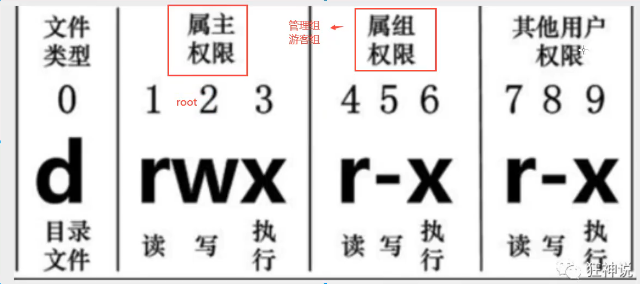 文件
类型
属主
权限
管理组
游客组
属组
权限
其他用户
权限
0
1 root 2 3
4 5 6
7 8 9
d
rwx
r-x
r-x
目录
文件
读 写 执行
读 写 执行
读 写 执行
狂神说